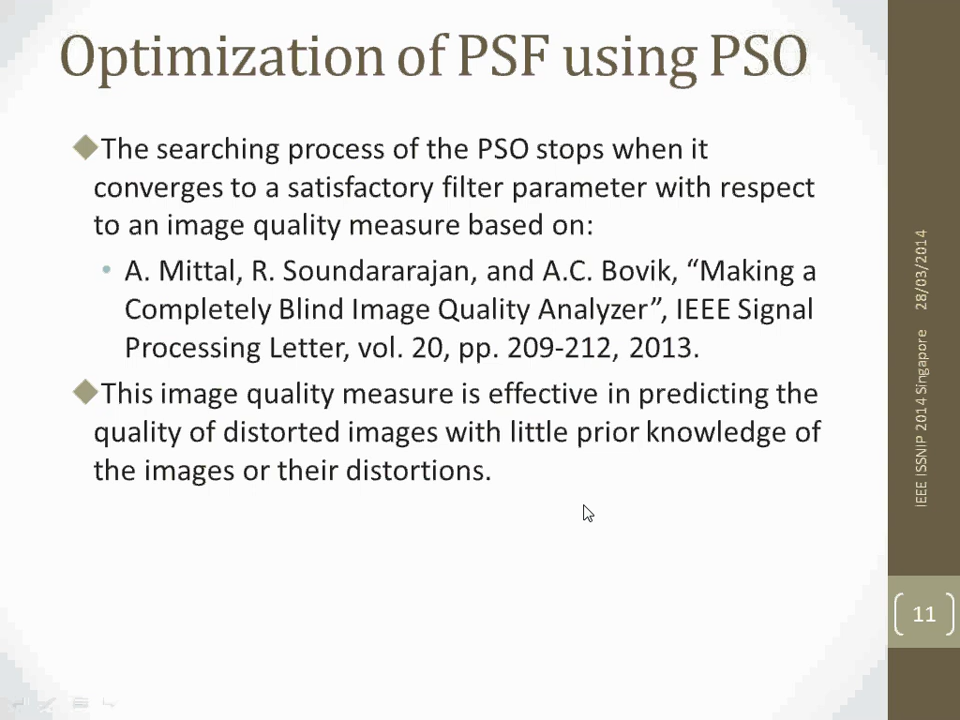 Optimization of PSF using PSO
The searching process of the PSO stops when it
converges to a satisfactory filter parameter with respect
to an image quality measure based on:
• A. Mittal, R. Soundararajan, and A.C. Bovik, “Making a
Completely Blind Image Quality Analyzer”, IEEE Signal
Processing Letter, vol. 20, pp. 209-212, 2013.
This image quality measure is effective in predicting the
quality of distorted images with little prior knowledge of
the images or their distortions.
IEEE ISSNIP 2014 Singapore 28/03/2014
11